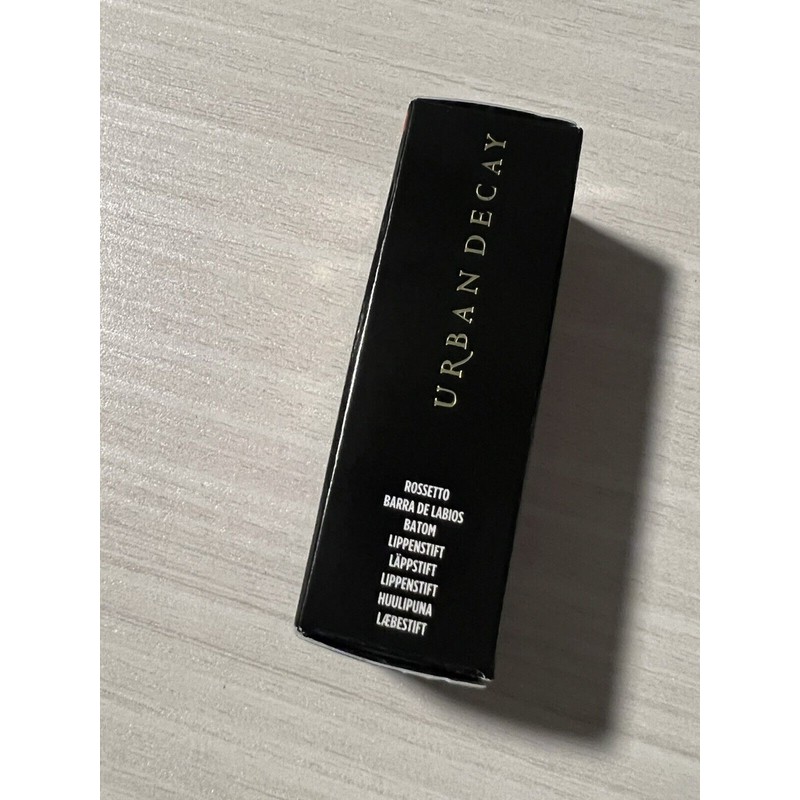 URBAN DECAY
ROSSETTO
BARRA DE LABIOS
BATOM
LIPPENSTIFT
LÄPPSTIFT
LIPPENSTIFT
HUULIPUNA
LÆBESTIFT